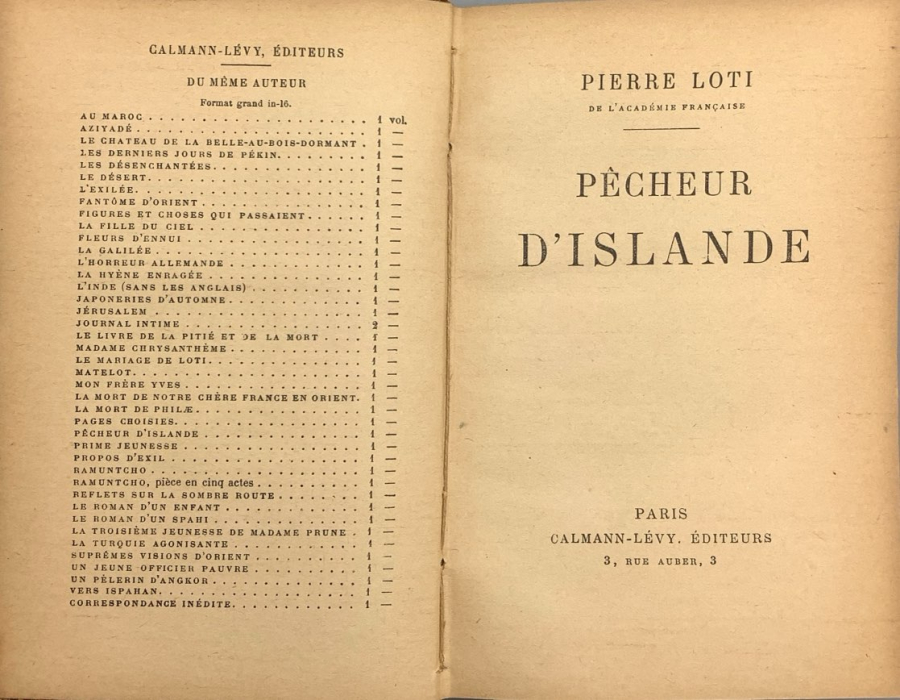 CALMANN-LÉVY, ÉDITEURS
DU MÊME AUTEUR
Format grand in-16.
AU MAROC . . . . . . . . . . . . . . . . . . . . 1 vol.
AZIYADÉ . . . . . . . . . . . . . . . . . . . . . 1 —
LE CHATEAU DE LA BELLE-AU-BOIS-DORMANT . 1 —
LES DERNIERS JOURS DE PÉKIN. . . . . . . . . 1 —
LES DÉSENCHANTÉES. . . . . . . . . . . . . . 1 —
LE DÉSERT. . . . . . . . . . . . . . . . . . . . 1 —
L'EXILÉE. . . . . . . . . . . . . . . . . . . . . 1 —
FANTÔME D'ORIENT . . . . . . . . . . . . . . . 1 —
FIGURES ET CHOSES QUI PASSAIENT. . . . . . 1 —
LA FILLE DU CIEL . . . . . . . . . . . . . . . . 1 —
FLEURS D'ENNUI . . . . . . . . . . . . . . . . . 1 —
LA GALILÉE . . . . . . . . . . . . . . . . . . . 1 —
L'HORREUR ALLEMANDE . . . . . . . . . . . . . 1 —
LA HYÈNE ENRAGÉE . . . . . . . . . . . . . . . 1 —
L'INDE (SANS LES ANGLAIS) . . . . . . . . . . . 1 —
JAPONERIES D'AUTOMNE . . . . . . . . . . . . . 1 —
JÉRUSALEM . . . . . . . . . . . . . . . . . . . 1 —
JOURNAL INTIME . . . . . . . . . . . . . . . . . 2 —
LE LIVRE DE LA PITIÉ ET DE LA MORT . . . . 1 —
MADAME CHRYSANTHÈME . . . . . . . . . . . . . 1 —
LE MARIAGE DE LOTI. . . . . . . . . . . . . . . 1 —
MATELOT. . . . . . . . . . . . . . . . . . . . . 1 —
MON FRÈRE YVES . . . . . . . . . . . . . . . . . 1 —
LA MORT DE NOTRE CHÈRE FRANCE EN ORIENT. 1 —
LA MORT DE PHILÆ. . . . . . . . . . . . . . . . 1 —
PAGES CHOISIES. . . . . . . . . . . . . . . . . 1 —
PÊCHEUR D'ISLANDE . . . . . . . . . . . . . . . 1 —
PRIME JEUNESSE . . . . . . . . . . . . . . . . . 1 —
PROPOS D'EXIL . . . . . . . . . . . . . . . . . 1 —
RAMUNTCHO . . . . . . . . . . . . . . . . . . . 1 —
RAMUNTCHO, pièce en cinq actes . . . . . . . . . 1 —
REFLETS SUR LA SOMBRE ROUTE . . . . . . . . . 1 —
LE ROMAN D'UN ENFANT . . . . . . . . . . . . . 1 —
LE ROMAN D'UN SPAHI . . . . . . . . . . . . . . 1 —
LA TROISIÈME JEUNESSE DE MADAME PRUNE . 1 —
LA TURQUIE AGONISANTE . . . . . . . . . . . . 1 —
SUPRÊMES VISIONS D'ORIENT . . . . . . . . . . 1 —
UN JEUNE OFFICIER PAUVRE . . . . . . . . . . . 1 —
UN PÈLERIN D'ANGKOR . . . . . . . . . . . . . . 1 —
VERS ISPAHAN. . . . . . . . . . . . . . . . . . 1 —
CORRESPONDANCE INÉDITE. . . . . . . . . . . . 1 —
PIERRE LOTI
DE L'ACADÉMIE FRANÇAISE
PÊCHEUR
D'ISLANDE
PARIS
CALMANN-LÉVY, ÉDITEURS
3, RUE AUBER, 3